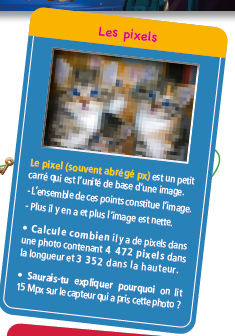 Les pixels
Le pixel (souvent abrégé px) est un petit
carré qui est l'unité de base d'une image.
- L'ensemble de ces points constitue l'image.
- Plus il y en a et plus l'image est nette.
• Calcule combien il y a de pixels dans
une photo contenant 4 472 pixels dans
la longueur et 3 352 dans la hauteur.
• Saurais-tu expliquer pourquoi on lit
15 Mpx sur le capteur qui a pris cette photo ?